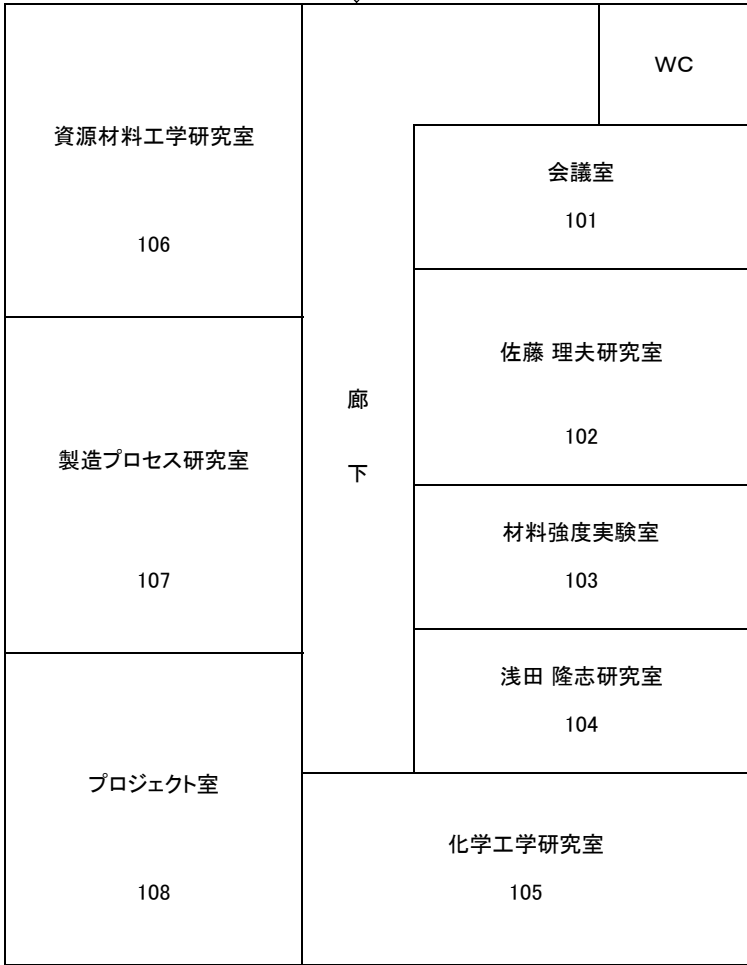 WC
資源材料工学研究室
106
会議室
101
佐藤 理夫研究室
102
廊
下
製造プロセス研究室
107
材料強度実験室
103
浅田 隆志研究室
104
プロジェクト室
108
化学工学研究室
105